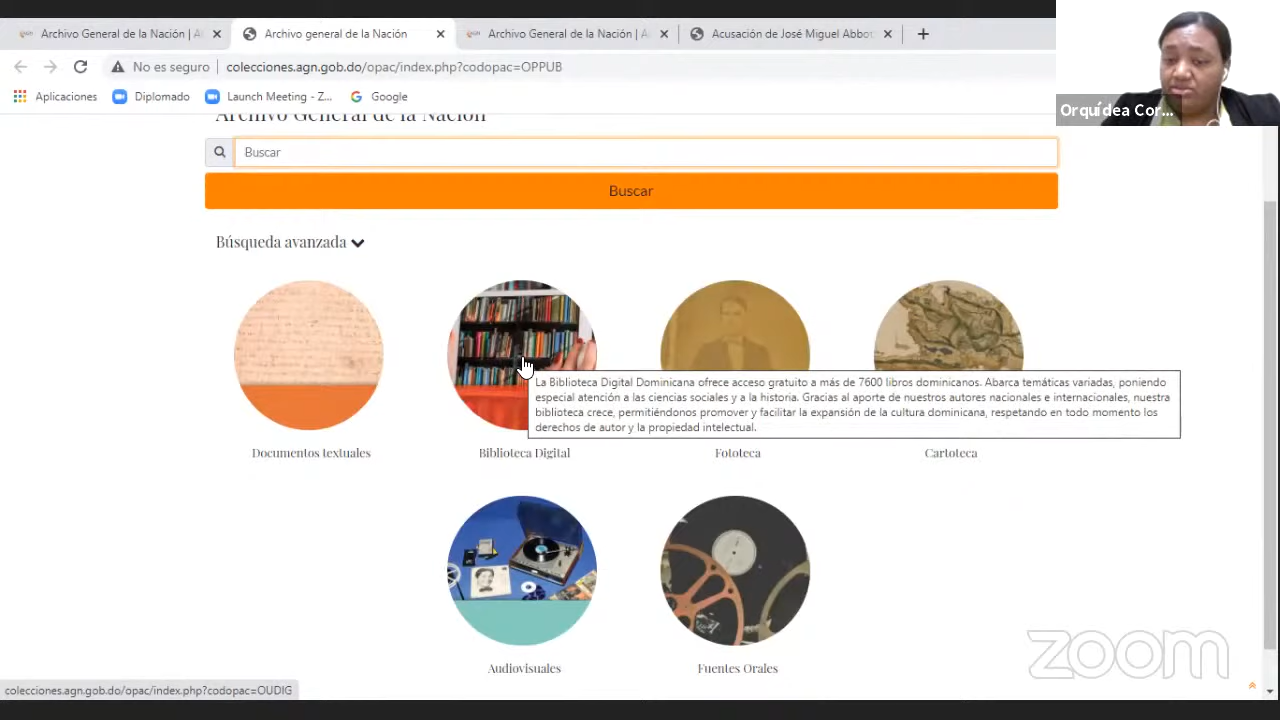 Archivo General de la Nación | A
Archivo general de la Nación
Archivo General de la Nación | A
Acusación de José Miguel Abbot
No es seguro
colecciones.agn.gob.do/opac/index.php?codopac=OPPUB
Aplicaciones
Diplomado
Launch Meeting - Z...
Google
Orquídea Cor...
Archivo General de la Nación
Buscar
Buscar
Búsqueda avanzada
La Biblioteca Digital Dominicana ofrece acceso gratuito a más de 7600 libros dominicanos. Abarca temáticas variadas, poniendo
especial atención a las ciencias sociales y a la historia. Gracias al aporte de nuestros autores nacionales e internacionales, nuestra
biblioteca crece, permitiéndonos promover y facilitar la expansión de la cultura dominicana, respetando en todo momento los
derechos de autor y la propiedad intelectual.
Documentos textuales
Biblioteca Digital
Fototeca
Cartoteca
Audiovisuales
Fuentes Orales
zoom
colecciones.agn.gob.do/opac/index.php?codopac=OUDIG